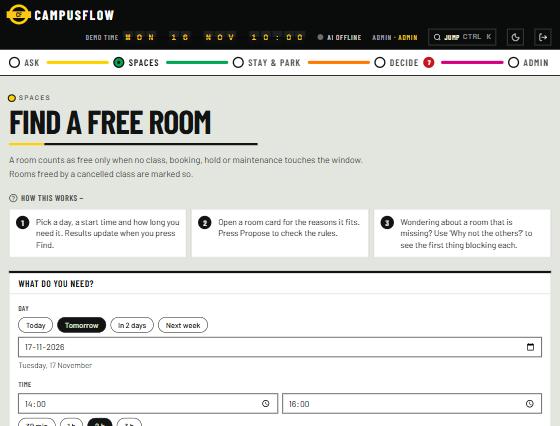 CAMPUSFLOW
DEMO TIME MON 16 NOV 10:00 AI OFFLINE ADMIN · ADMIN JUMP CTRL K
ASK SPACES STAY & PARK DECIDE 7 ADMIN
SPACES
FIND A FREE ROOM
A room counts as free only when no class, booking, hold or maintenance touches the window.
Rooms freed by a cancelled class are marked so.
HOW THIS WORKS –
1 Pick a day, a start time and how long you
need it. Results update when you press
Find.
2 Open a room card for the reasons it fits.
Press Propose to check the rules.
3 Wondering about a room that is
missing? Use 'Why not the others?' to
see the first thing blocking each.
WHAT DO YOU NEED?
DAY
Today Tomorrow In 2 days Next week
17-11-2026
Tuesday, 17 November
TIME
14:00 16:00